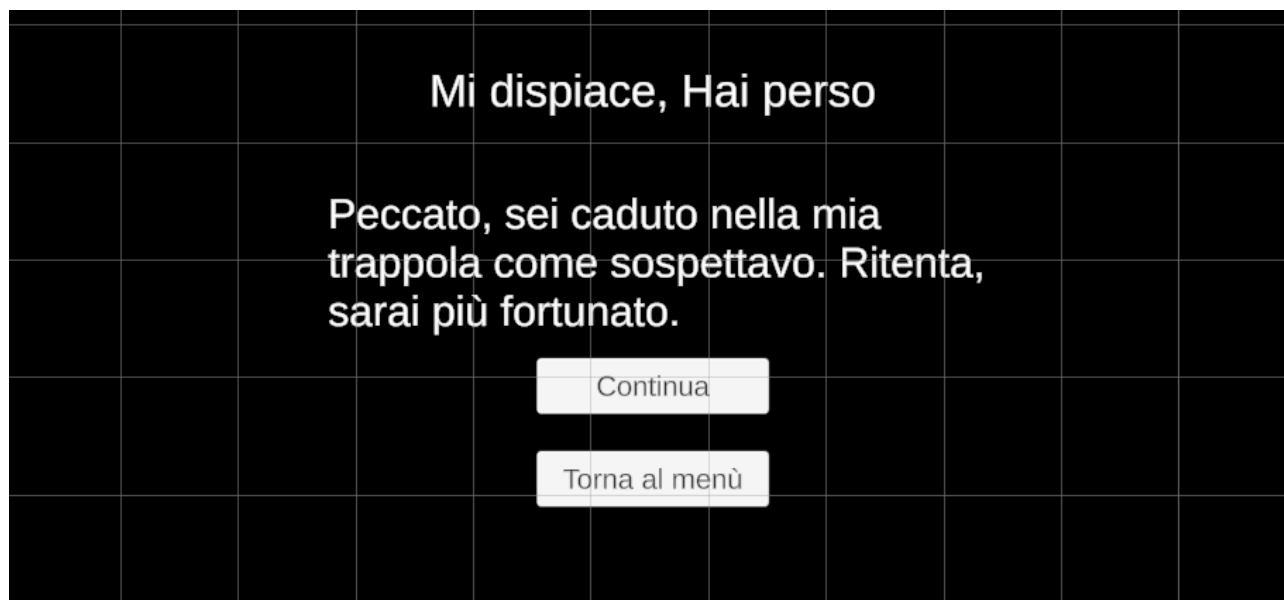 Mi dispiace, Hai perso
Peccato, sei caduto nella mia
trappola come sospettavo. Ritenta,
sarai più fortunato.
Continua
Torna al menù